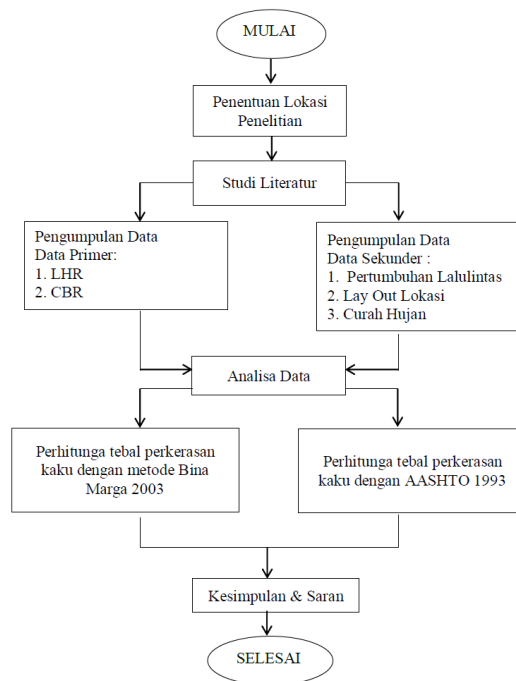 MULAI
Penentuan Lokasi
Penelitian
Studi Literatur
Pengumpulan Data
Data Primer:
1. LHR
2. CBR
Pengumpulan Data
Data Sekunder :
1. Pertumbuhan Lalulintas
2. Lay Out Lokasi
3. Curah Hujan
Analisa Data
Perhitunga tebal perkerasan
kaku dengan metode Bina
Marga 2003
Perhitunga tebal perkerasan
kaku dengan AASHTO 1993
Kesimpulan & Saran
SELESAI